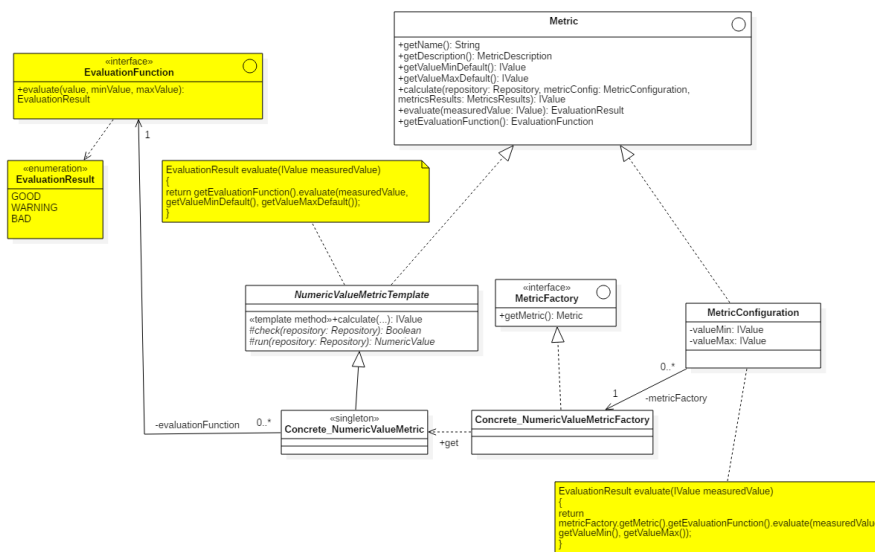 Metric
+getName(): String
+getDescription(): MetricDescription
+getValueMinDefault(): IValue
+getValueMaxDefault(): IValue
+calculate(repository: Repository, metricConfig: MetricConfiguration,
metricsResults: MetricsResults): IValue
+evaluate(measuredValue: IValue): EvaluationResult
+getEvaluationFunction(): EvaluationFunction
«interface»
EvaluationFunction
+evaluate(value, minValue, maxValue):
EvaluationResult
1
«enumeration»
EvaluationResult
GOOD
WARNING
BAD
EvaluationResult evaluate(IValue measuredValue)
{
return getEvaluationFunction().evaluate(measuredValue,
getValueMinDefault(), getValueMaxDefault());
}
NumericValueMetricTemplate
«template method»+calculate(...): IValue
#check(repository: Repository): Boolean
#run(repository: Repository): NumericValue
«interface»
MetricFactory
+getMetric(): Metric
MetricConfiguration
-valueMin: IValue
-valueMax: IValue
0..*
1
-metricFactory
-evaluationFunction
0..*
«singleton»
Concrete_NumericValueMetric
+get
Concrete_NumericValueMetricFactory
EvaluationResult evaluate(IValue measuredValue)
{
return
metricFactory.getMetric().getEvaluationFunction().evaluate(measuredValu
getValueMin(), getValueMax());
}